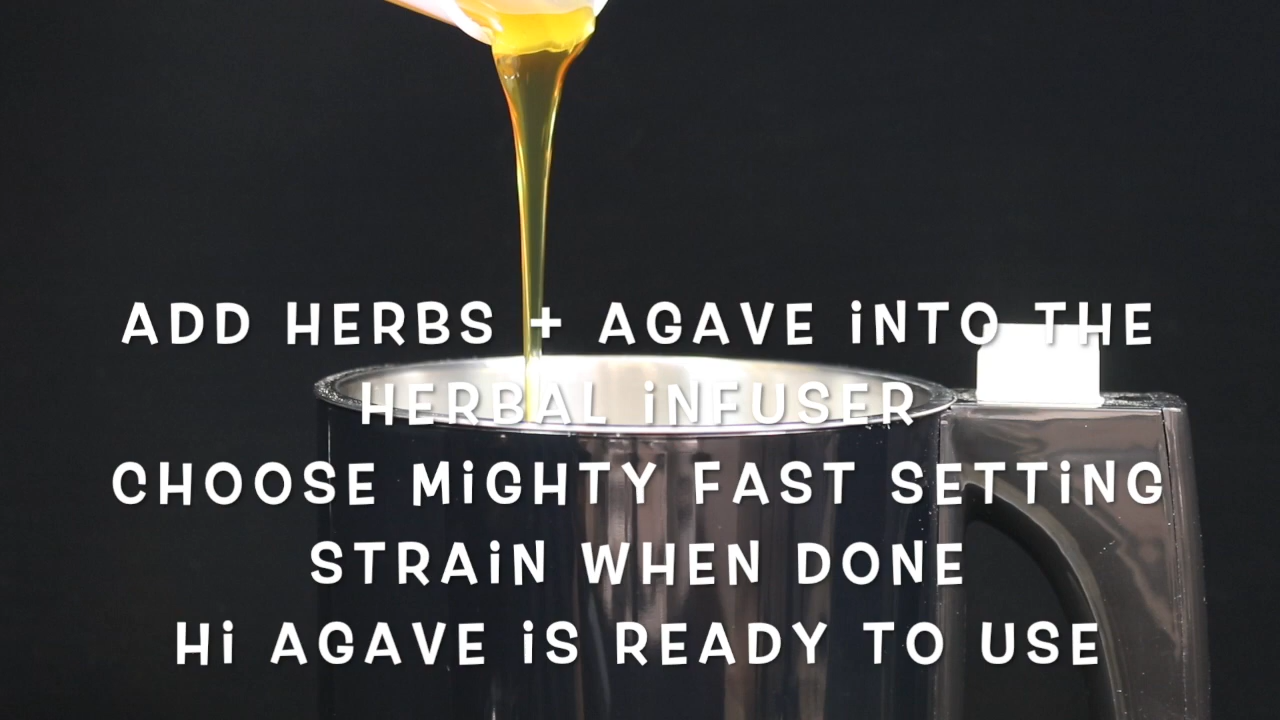 ADD HERBS + AGAVE iNTO THE
HERBAL iNFUSER
CHOOSE MiGHTY FAST SETTiNG
STRAiN WHEN DONE
Hi AGAVE iS READY TO USE